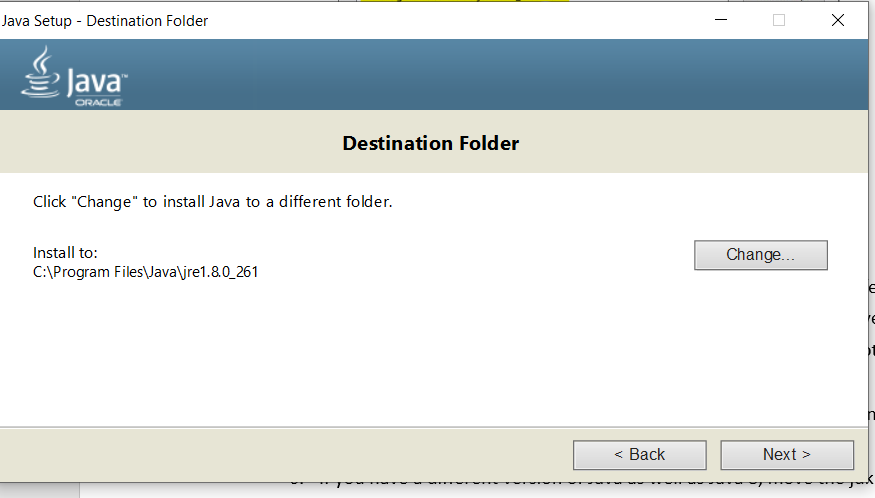 Java Setup - Destination Folder
Java™
ORACLE
Destination Folder
Click "Change" to install Java to a different folder.
Install to:
Change...
C:\Program Files\Java\jre1.8.0_261
< Back
Next >